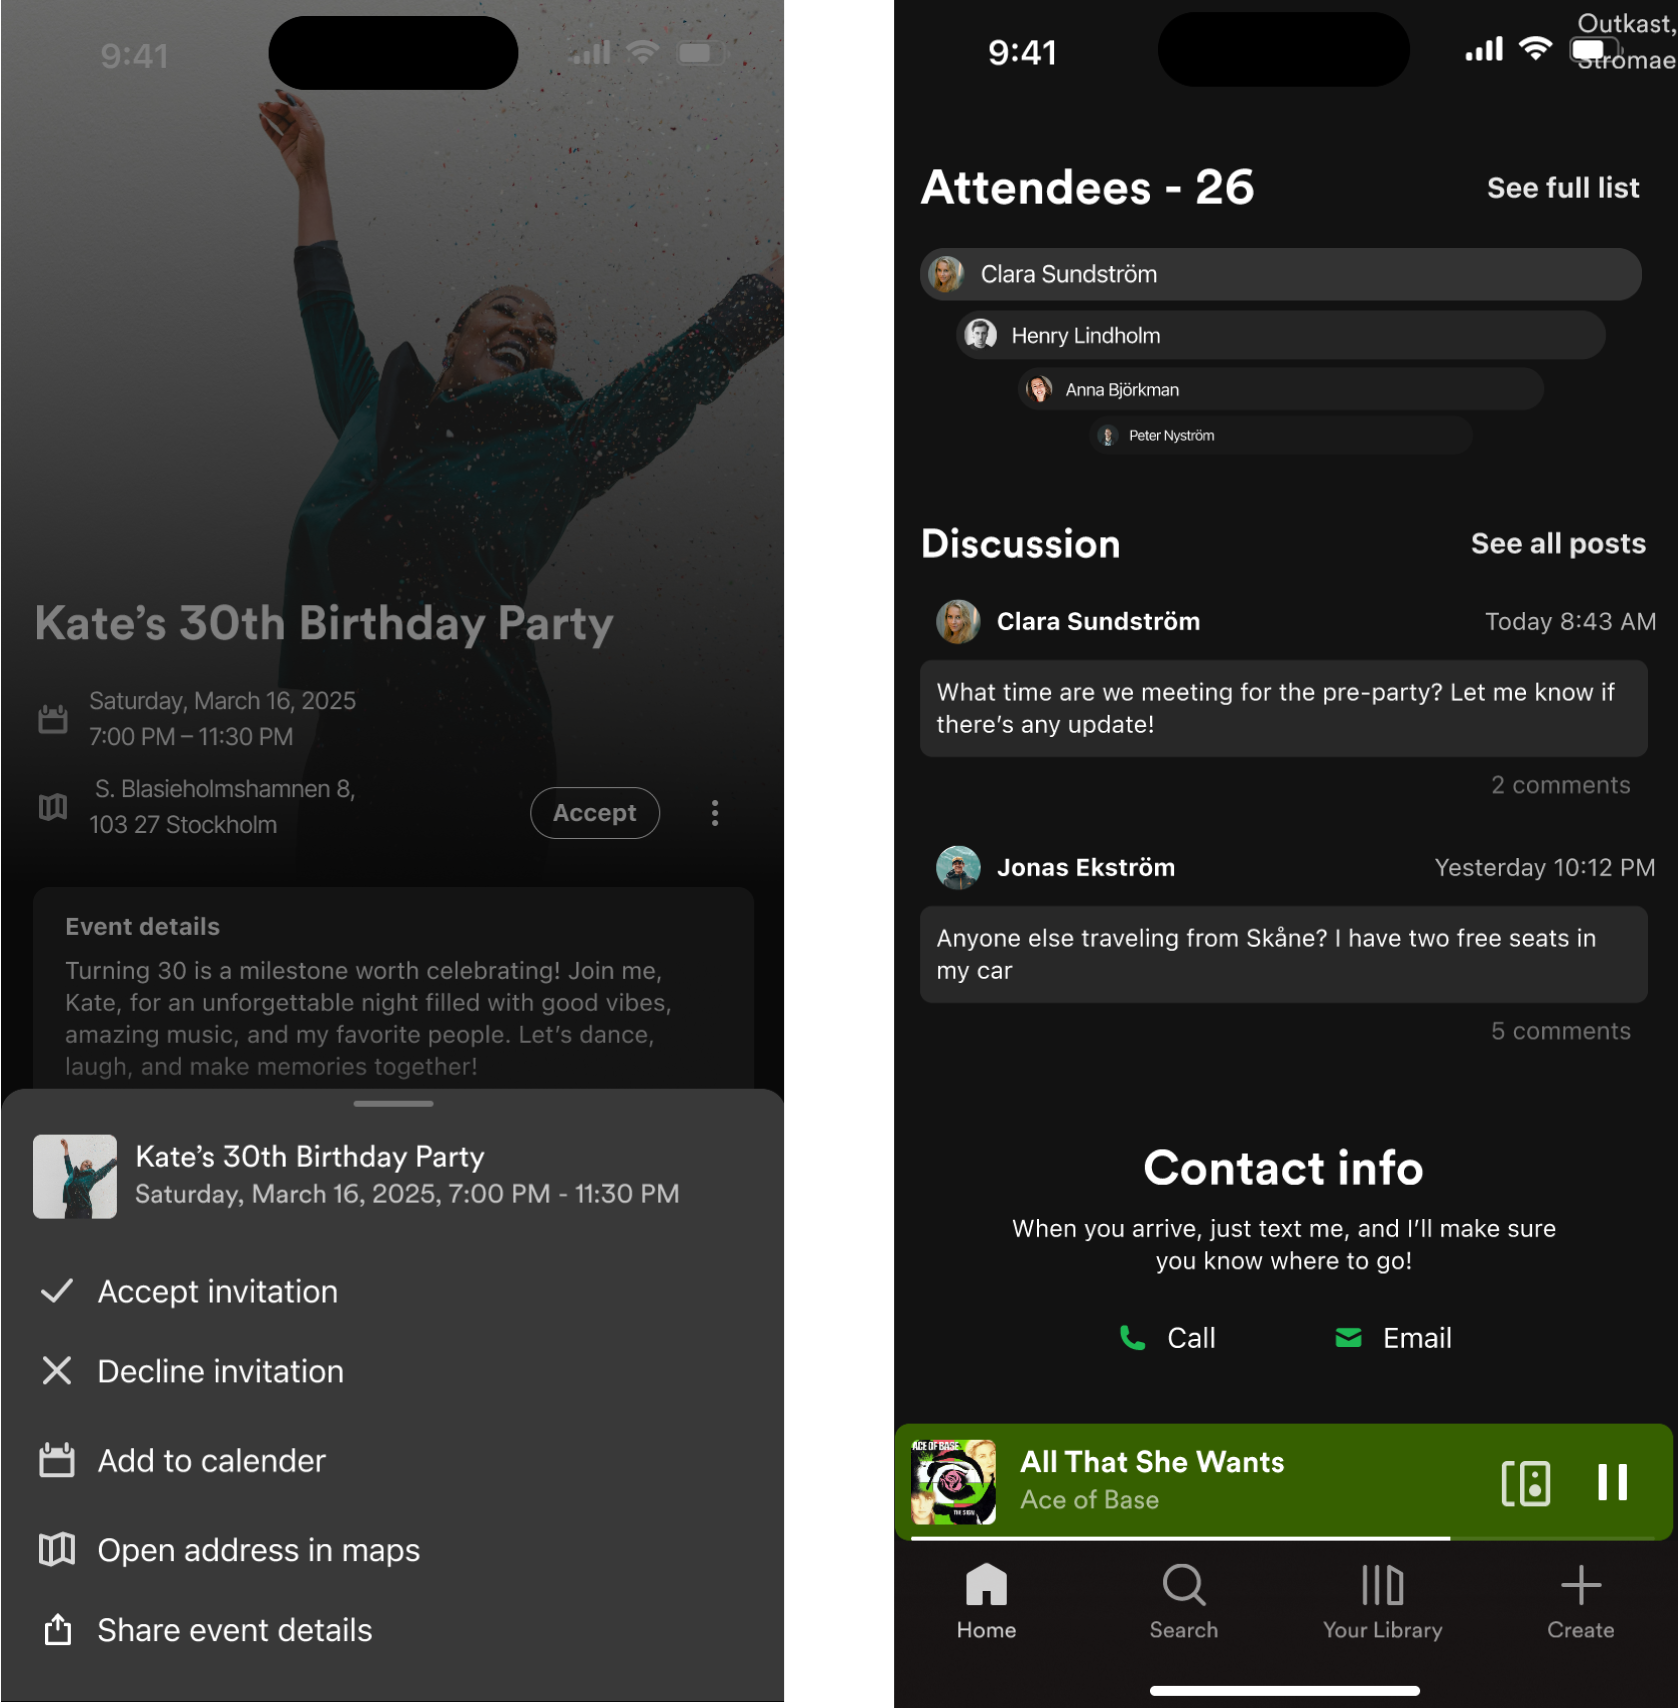 9:41
Kate’s 30th Birthday Party
Saturday, March 16, 2025
7:00 PM – 11:30 PM
S. Blasieholmshamnen 8,
103 27 Stockholm
Accept
Event details
Turning 30 is a milestone worth celebrating! Join me,
Kate, for an unforgettable night filled with good vibes,
amazing music, and my favorite people. Let’s dance,
laugh, and make memories together!
Kate’s 30th Birthday Party
Saturday, March 16, 2025, 7:00 PM - 11:30 PM
Accept invitation
Decline invitation
Add to calender
Open address in maps
Share event details
9:41
Outkast,
Stromae
Attendees - 26
See full list
Clara Sundström
Henry Lindholm
Anna Björkman
Peter Nyström
Discussion
See all posts
Clara Sundström
Today 8:43 AM
What time are we meeting for the pre-party? Let me know if
there’s any update!
2 comments
Jonas Ekström
Yesterday 10:12 PM
Anyone else traveling from Skåne? I have two free seats in
my car
5 comments
Contact info
When you arrive, just text me, and I’ll make sure
you know where to go!
Call
Email
ACE OF BASE
THE SIGN
All That She Wants
Ace of Base
Home
Search
Your Library
Create